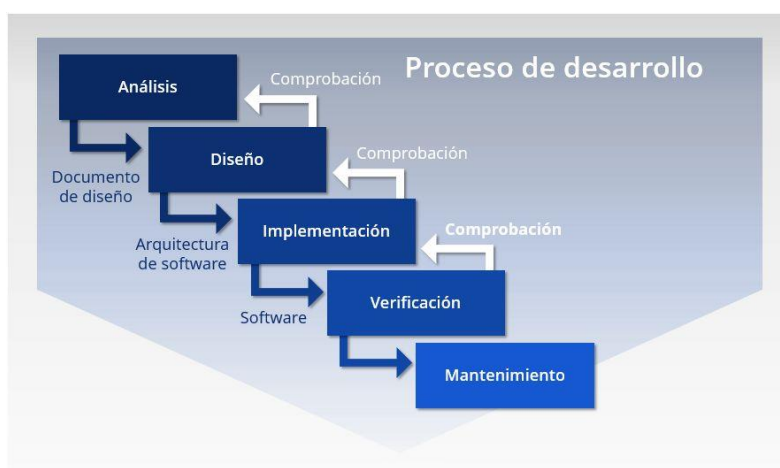 Proceso de desarrollo
Análisis
Comprobación
Documento
de diseño
Diseño
Comprobación
Arquitectura
de software
Implementación
Comprobación
Software
Verificación
Mantenimiento